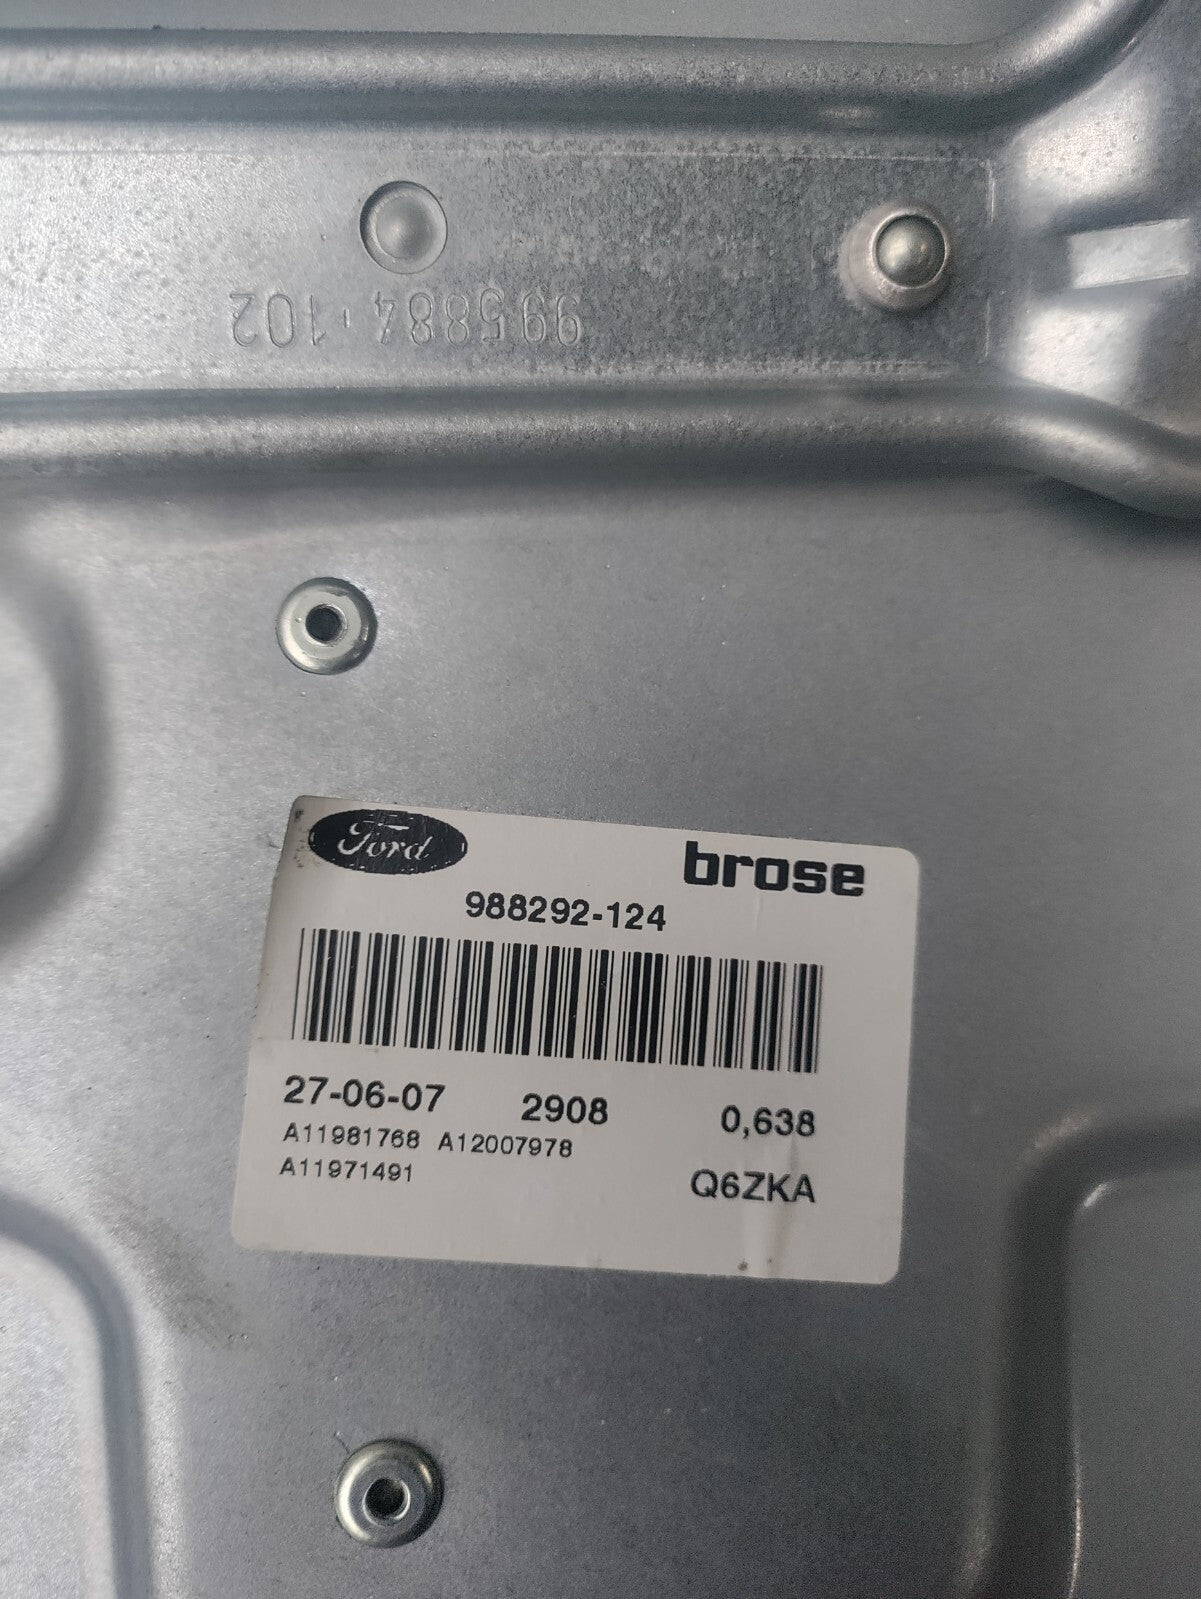 995884 · 102
Ford brose
988292-124
27-06-07 2908 0,638
A11981768 A12007978
A11971491 Q6ZKA